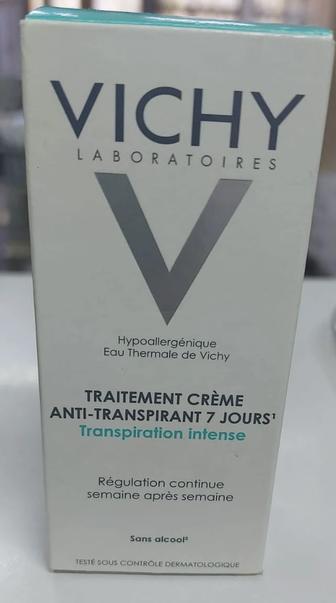 VICHY
LABORATOIRES
V
Hypoallergénique
Eau Thermale de Vichy
TRAITEMENT CRÈME
ANTI-TRANSPIRANT 7 JOURS¹
Transpiration intense
Régulation continue
semaine après semaine
Sans alcool²
TESTÉ SOUS CONTRÔLE DERMATOLOGIQUE